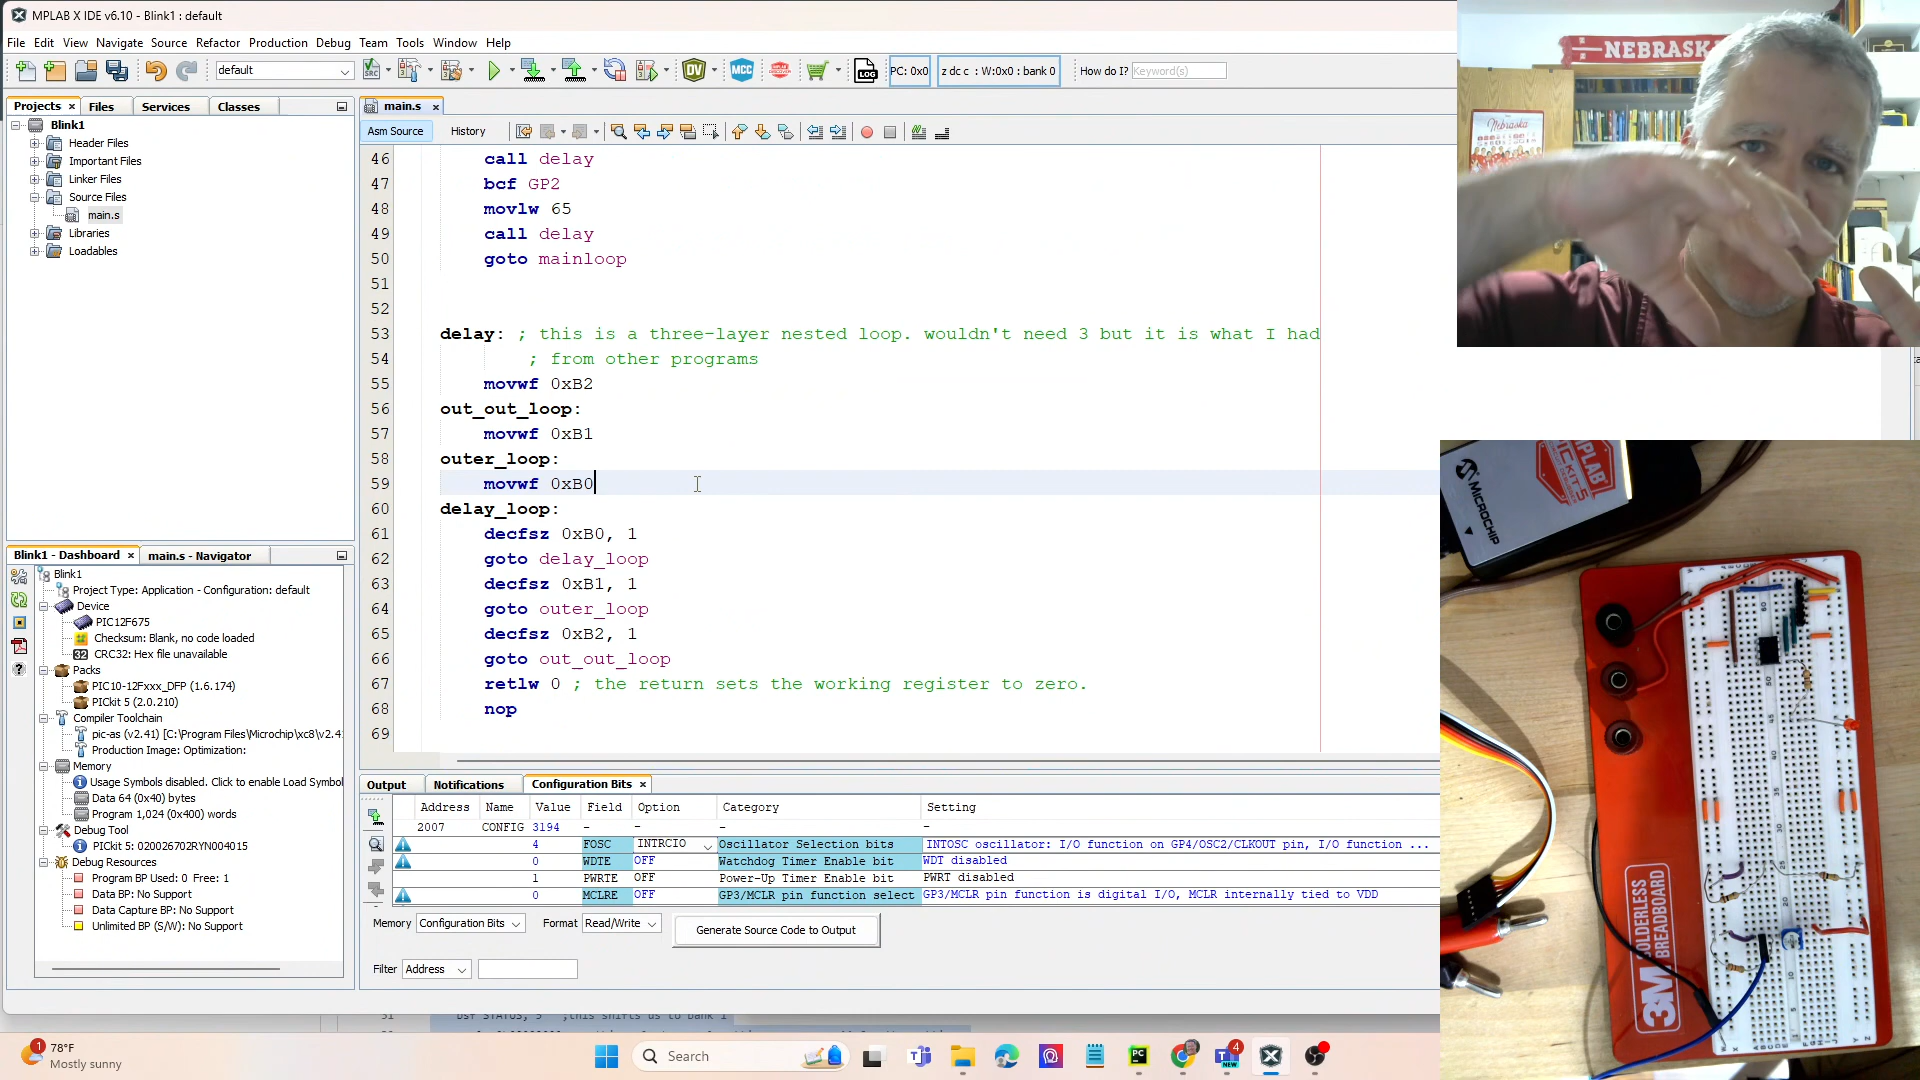 MPLAB X IDE v6.10 - Blink1 : default
File Edit View Navigate Source Refactor Production Debug Team Tools Window Help
default
PC: 0x0
z dc c : W:0x0 : bank 0
How do I? Keyword(s)
Projects
Files
Services
Classes
Blink1
Header Files
Important Files
Linker Files
Source Files
main.s
Libraries
Loadables
main.s
Asm Source
History
46 call delay
47 bcf GP2
48 movlw 65
49 call delay
50 goto mainloop
51
52
53 delay: ; this is a three-layer nested loop. wouldn't need 3 but it is what I had
54 ; from other programs
55 movwf 0xB2
56 out_out_loop:
57 movwf 0xB1
58 outer_loop:
59 movwf 0xB0
60 delay_loop:
61 decfsz 0xB0, 1
62 goto delay_loop
63 decfsz 0xB1, 1
64 goto outer_loop
65 decfsz 0xB2, 1
66 goto out_out_loop
67 retlw 0 ; the return sets the working register to zero.
68 nop
69
Blink1 - Dashboard
main.s - Navigator
Blink1
Project Type: Application - Configuration: default
Device
PIC12F675
Checksum: Blank, no code loaded
CRC32: Hex file unavailable
Packs
PIC10-12Fxxx_DFP (1.6.174)
PICkit 5 (2.0.210)
Compiler Toolchain
pic-as (v2.41) [C:\Program Files\Microchip\xc8\v2.4
Production Image: Optimization:
Memory
Usage Symbols disabled. Click to enable Load Symbol
Data 64 (0x40) bytes
Program 1,024 (0x400) words
Debug Tool
PICkit 5: 020026702RYN004015
Debug Resources
Program BP Used: 0 Free: 1
Data BP: No Support
Data Capture BP: No Support
Unlimited BP (S/W): No Support
Output
Notifications
Configuration Bits
Address Name Value Field Option Category Setting
2007 CONFIG 3194 - - - -
4 FOSC INTRCIO Oscillator Selection bits INTOSC oscillator: I/O function on GP4/OSC2/CLKOUT pin, I/O function ...
0 WDTE OFF Watchdog Timer Enable bit WDT disabled
1 PWRTE OFF Power-Up Timer Enable bit PWRT disabled
0 MCLRE OFF GP3/MCLR pin function select GP3/MCLR pin function is digital I/O, MCLR internally tied to VDD
Memory Configuration Bits Format Read/Write Generate Source Code to Output
Filter Address
78°F
Mostly sunny
Search
NEBRASK
Nebraska
MPLAB
PICKIT 5
MICROCHIP
3M SOLDERLESS BREADBOARD